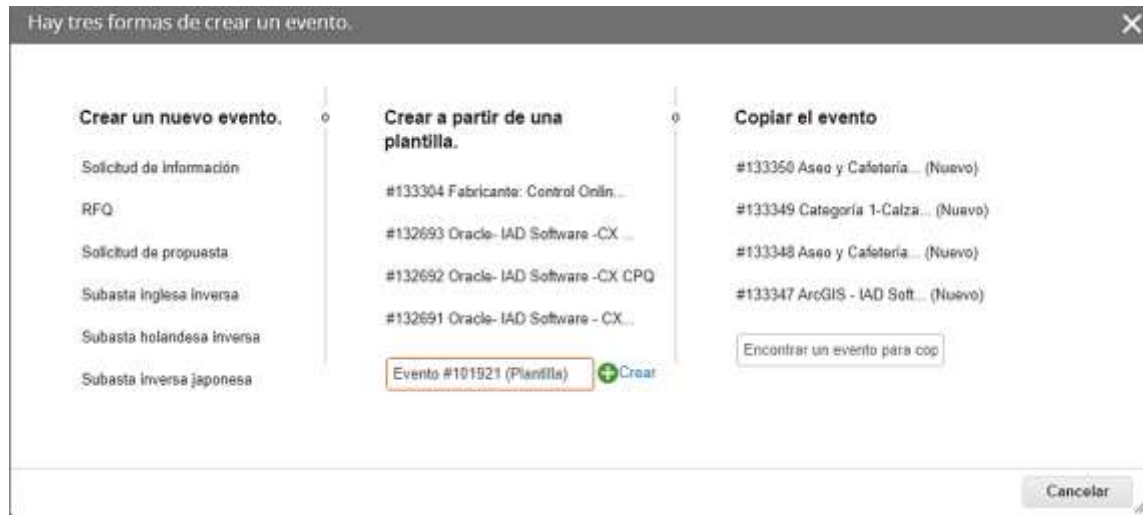 Hay tres formas de crear un evento.
Crear un nuevo evento.
Solicitud de información
RFQ
Solicitud de propuesta
Subasta inglesa inversa
Subasta holandesa inversa
Subasta inversa japonesa
o
Crear a partir de una
plantilla.
#133304 Fabricante: Control Onlin...
#132693 Oracle- IAD Software -CX ...
#132692 Oracle- IAD Software -CX CPQ
#132691 Oracle- IAD Software - CX...
Evento #101921 (Plantilla) Crear
o
Copiar el evento
#133350 Aseo y Cafetería... (Nuevo)
#133349 Categoría 1-Calza... (Nuevo)
#133348 Aseo y Cafetería... (Nuevo)
#133347 ArcGIS - IAD Soft... (Nuevo)
Encontrar un evento para cop
Cancelar